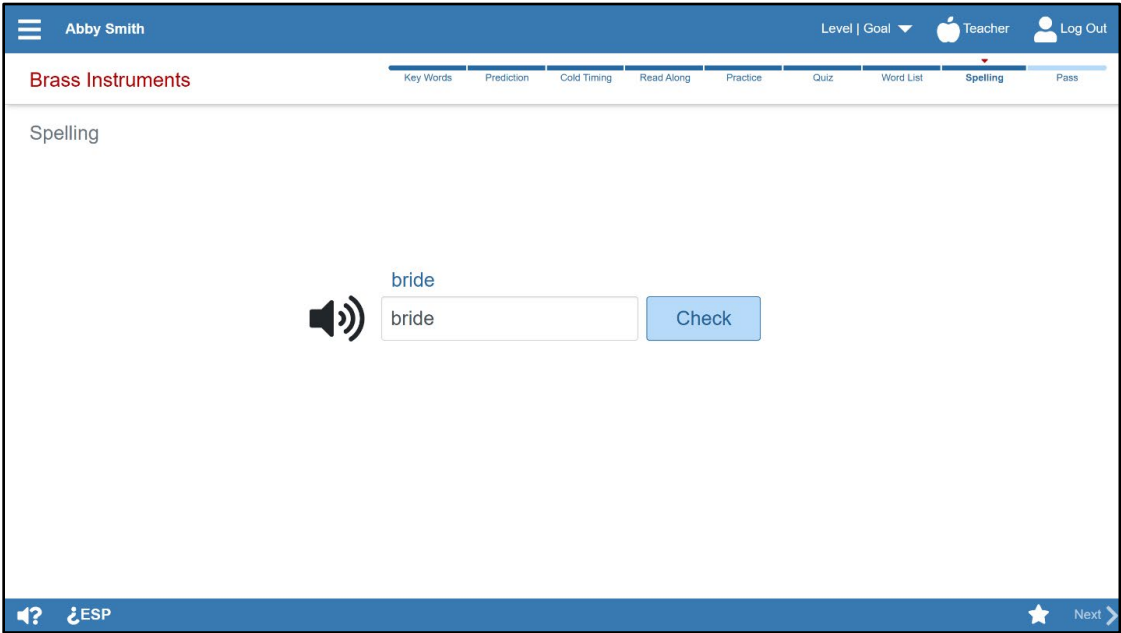 Abby Smith Level | Goal Teacher Log Out
Brass Instruments Key Words Prediction Cold Timing Read Along Practice Quiz Word List Spelling Pass
Spelling
bride
bride Check
? ¿ESP Next